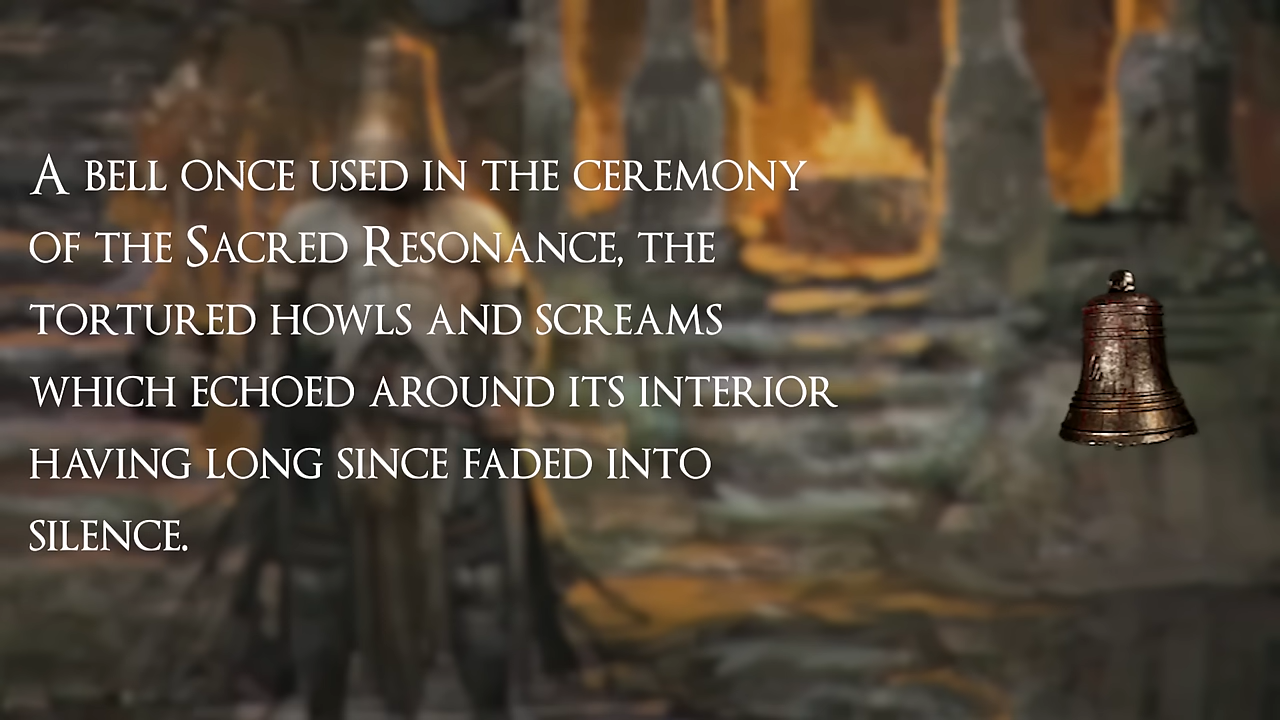 A bell once used in the ceremony
of the Sacred Resonance, the
tortured howls and screams
which echoed around its interior
having long since faded into
silence.